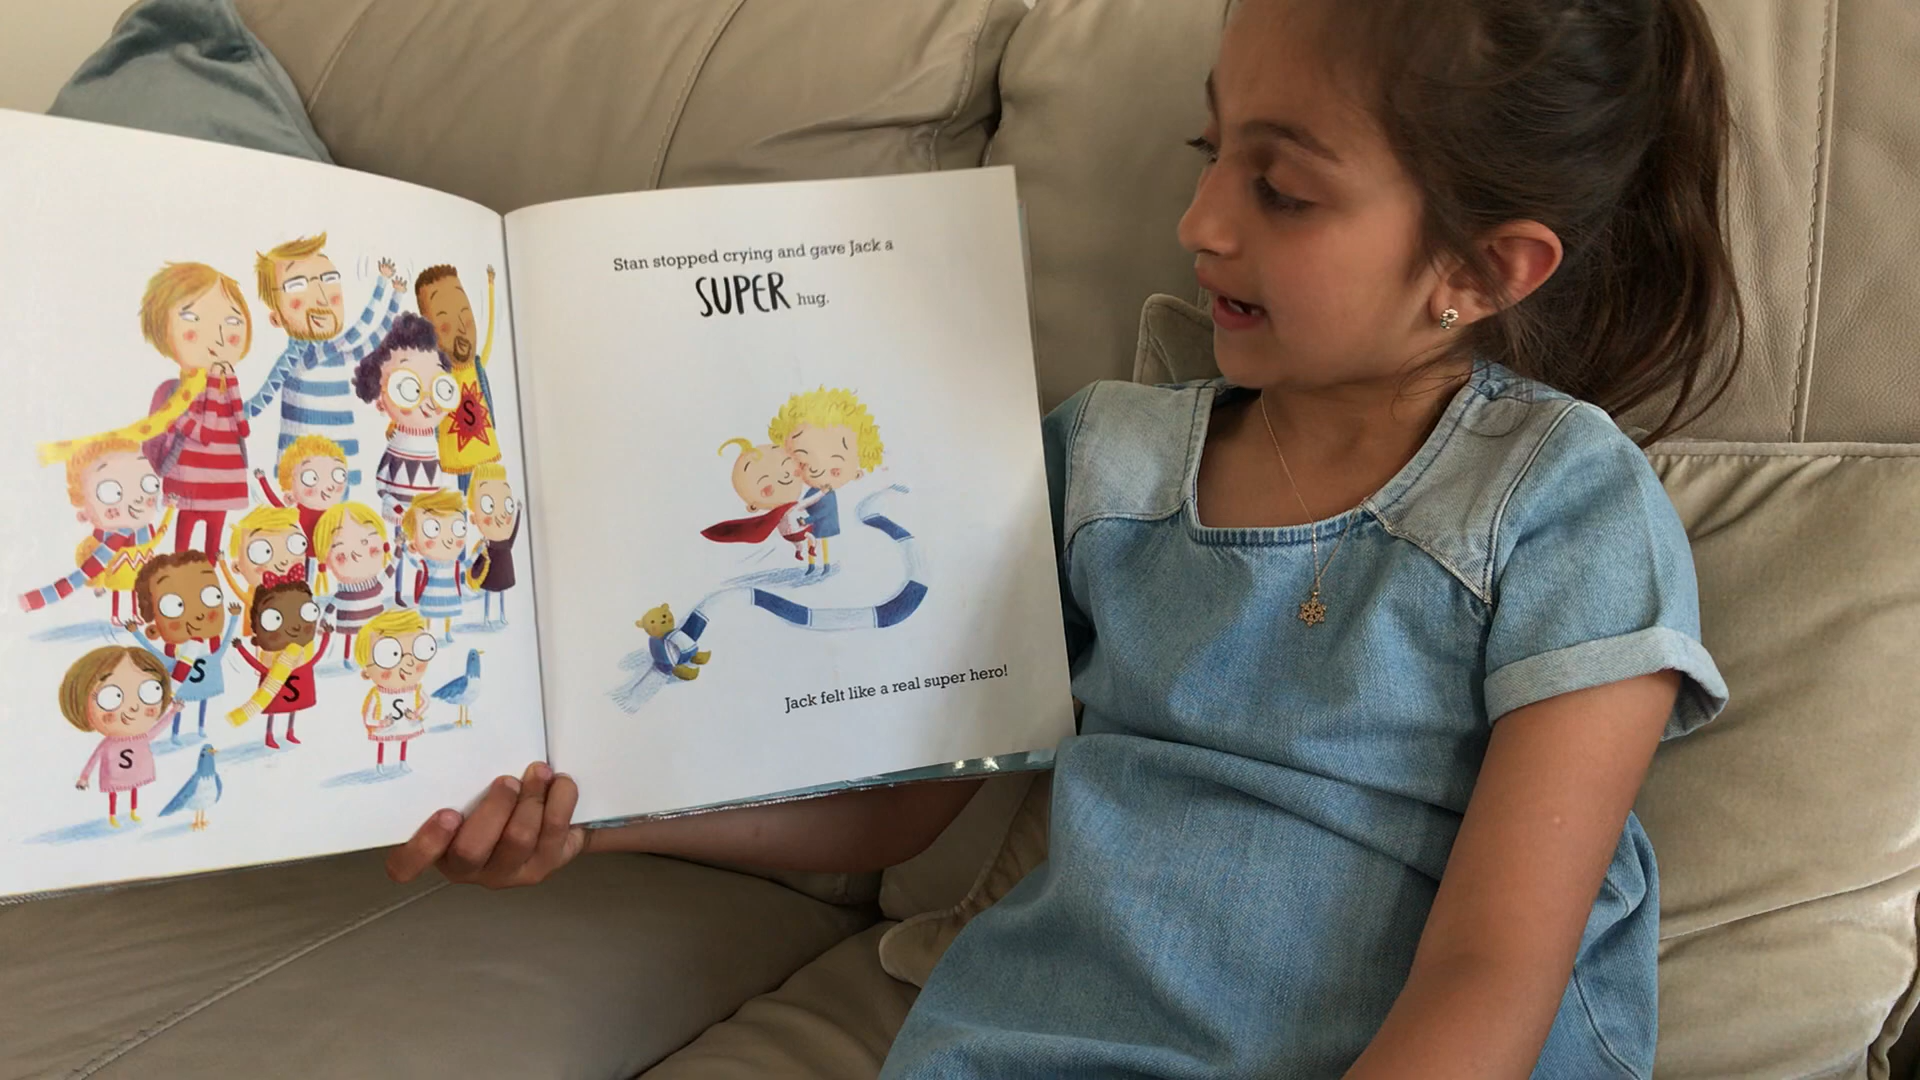 S
S
S
S
S
Stan stopped crying and gave Jack a
SUPER hug.
Jack felt like a real super hero!